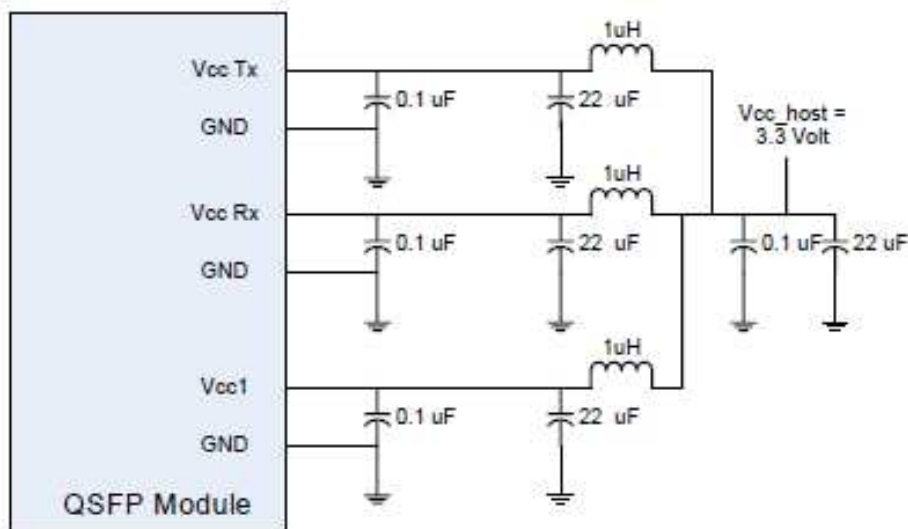 1uH
Vcc Tx
0.1 uF
22 uF
GND
Vcc_host =
3.3 Volt
1uH
Vcc Rx
0.1 uF
22 uF
0.1 uF
22 uF
GND
1uH
Vcc1
0.1 uF
22 uF
GND
QSFP Module